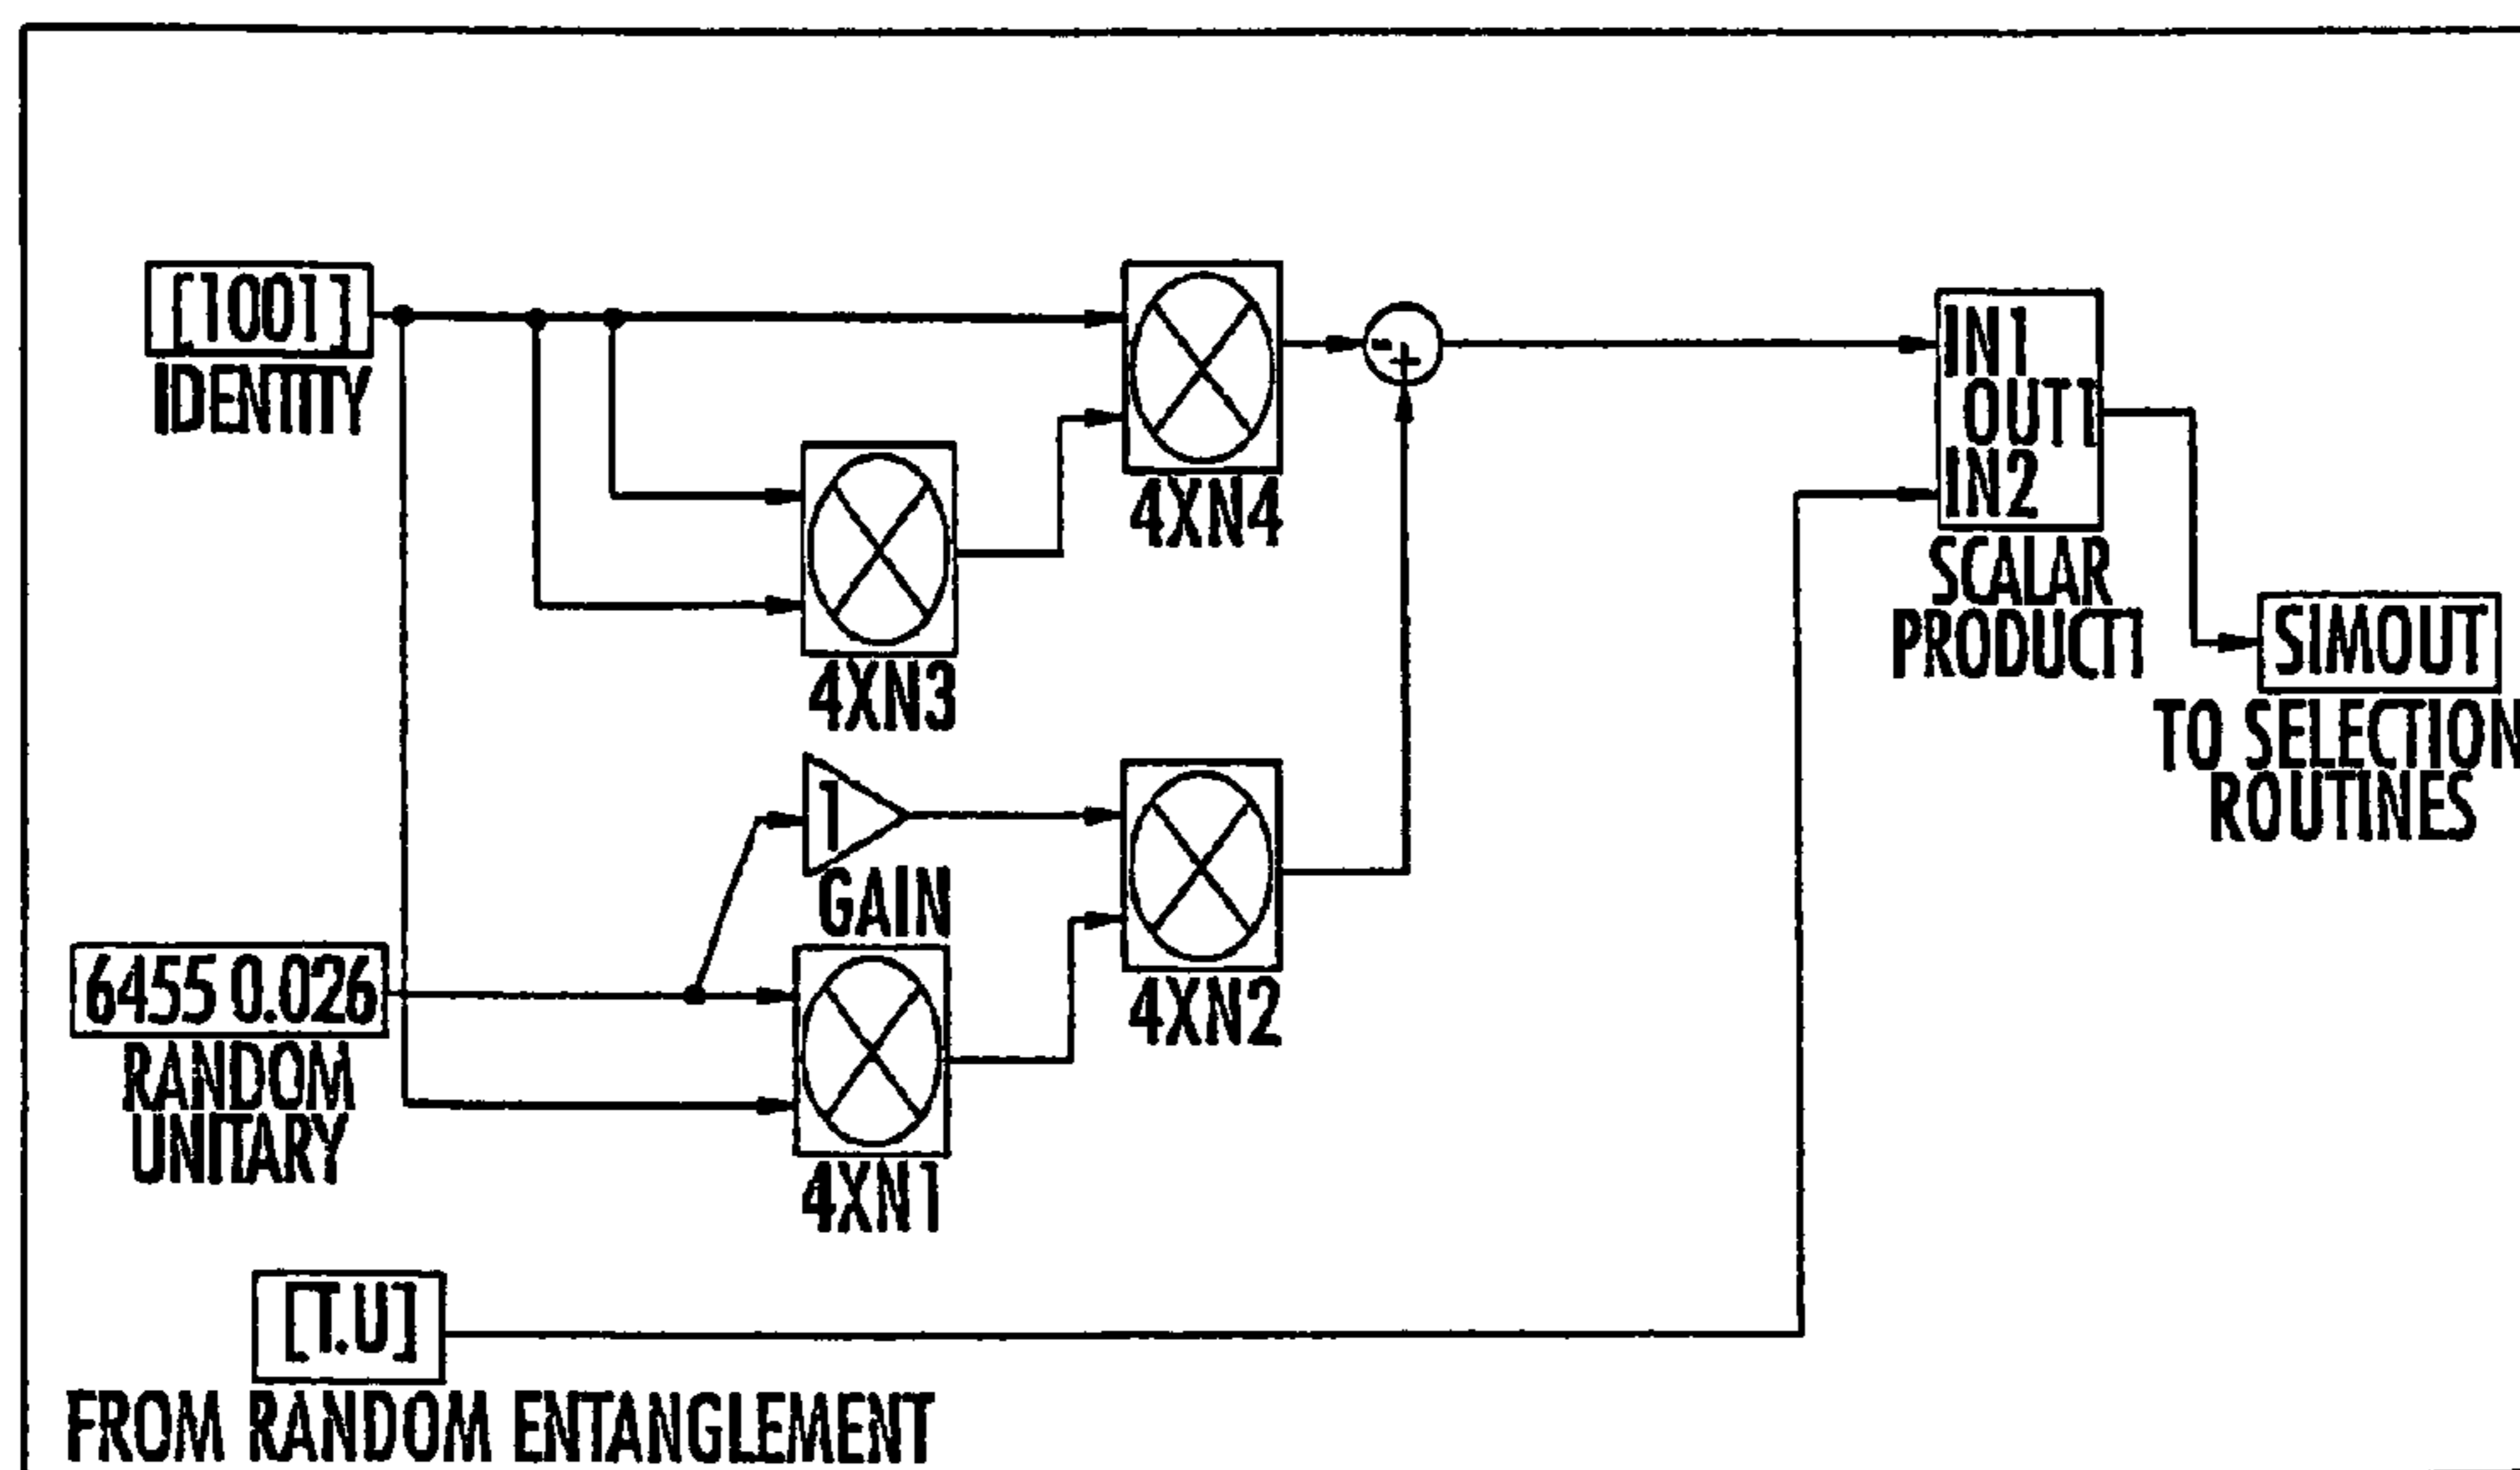 [1001]
IDENTITY
4XN4
-
+
IN1
OUT1
IN2
SCALAR
PRODUCT1
4XN3
SIMOUT
TO SELECTION
ROUTINES
1
GAIN
4XN2
6455 0.026
RANDOM
UNITARY
4XN1
[T.U]
FROM RANDOM ENTANGLEMENT